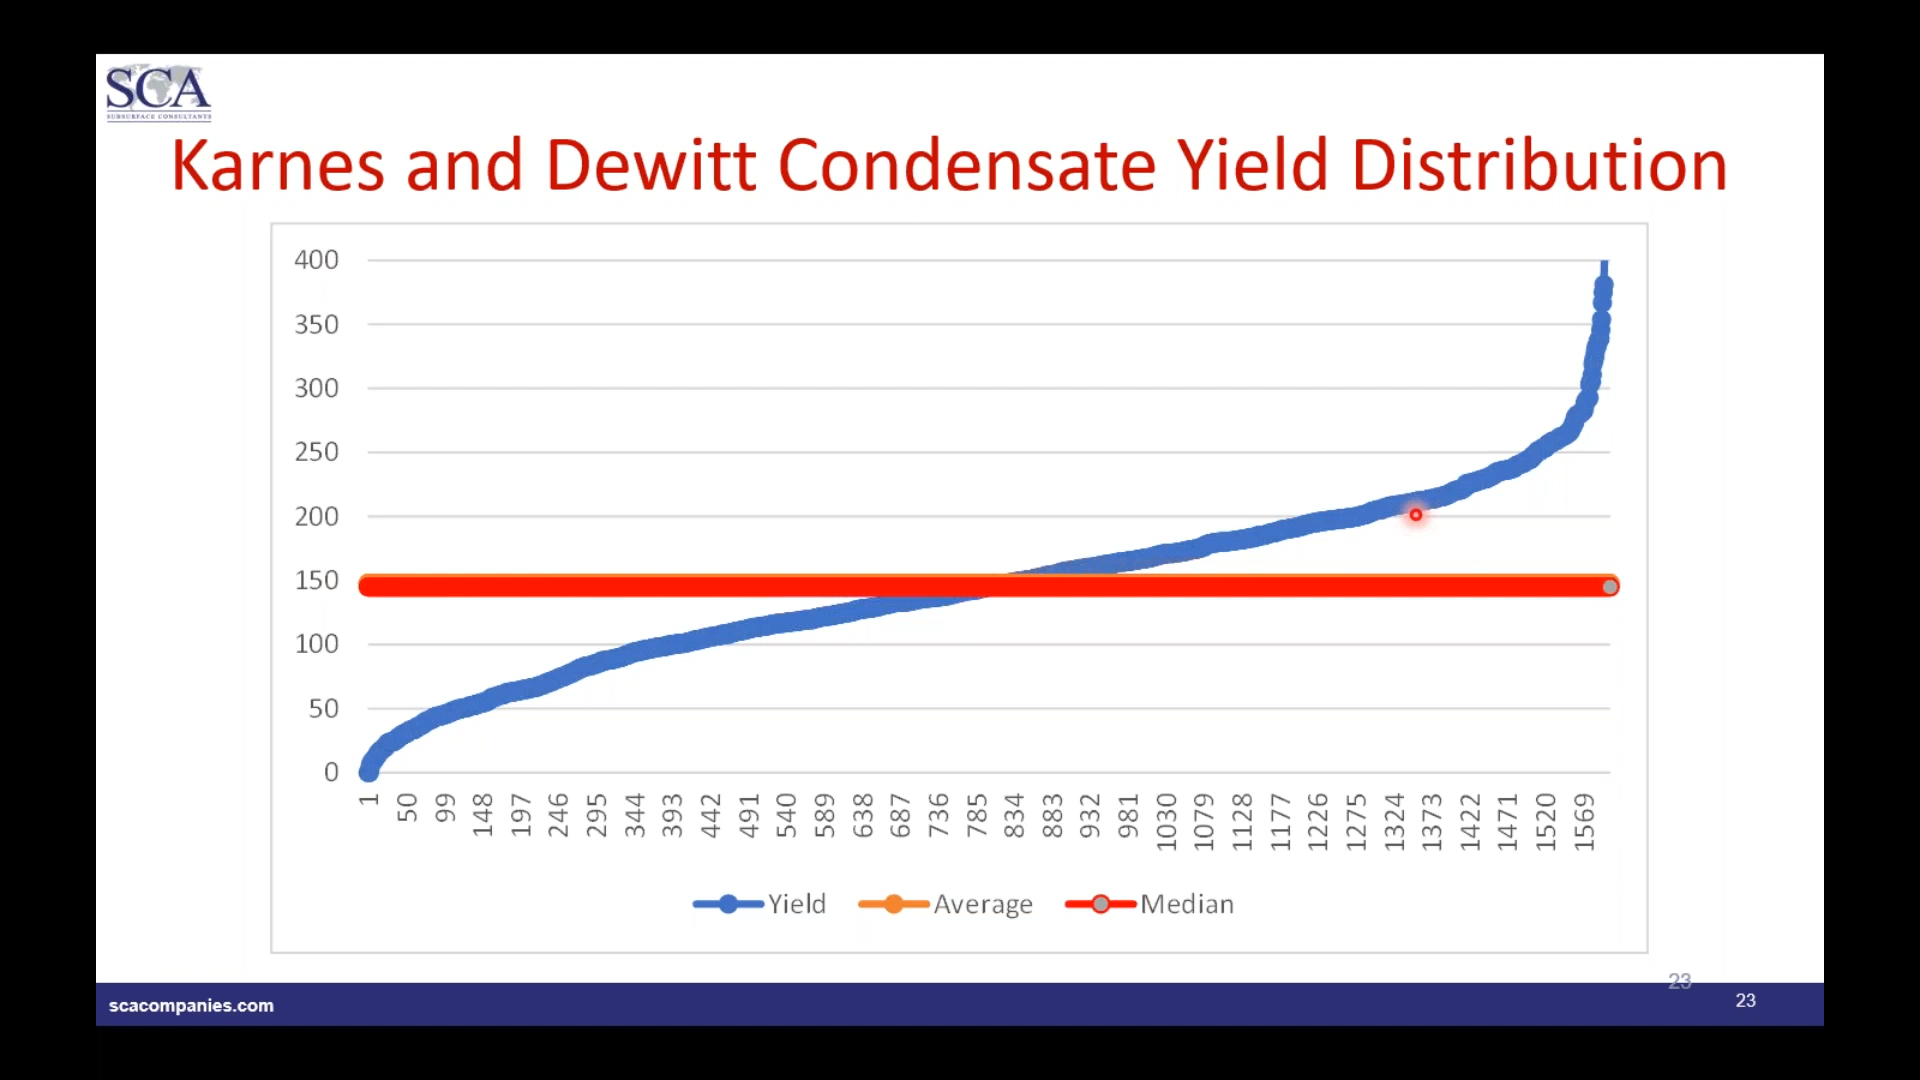 SCA
SUBSURFACE CONSULTANTS
Karnes and Dewitt Condensate Yield Distribution
400
350
300
250
200
150
100
50
0
1 50 99 148 197 246 295 344 393 442 491 540 589 638 687 736 785 834 883 932 981 1030 1079 1128 1177 1226 1275 1324 1373 1422 1471 1520 1569
Yield Average Median
23
scacompanies.com 23